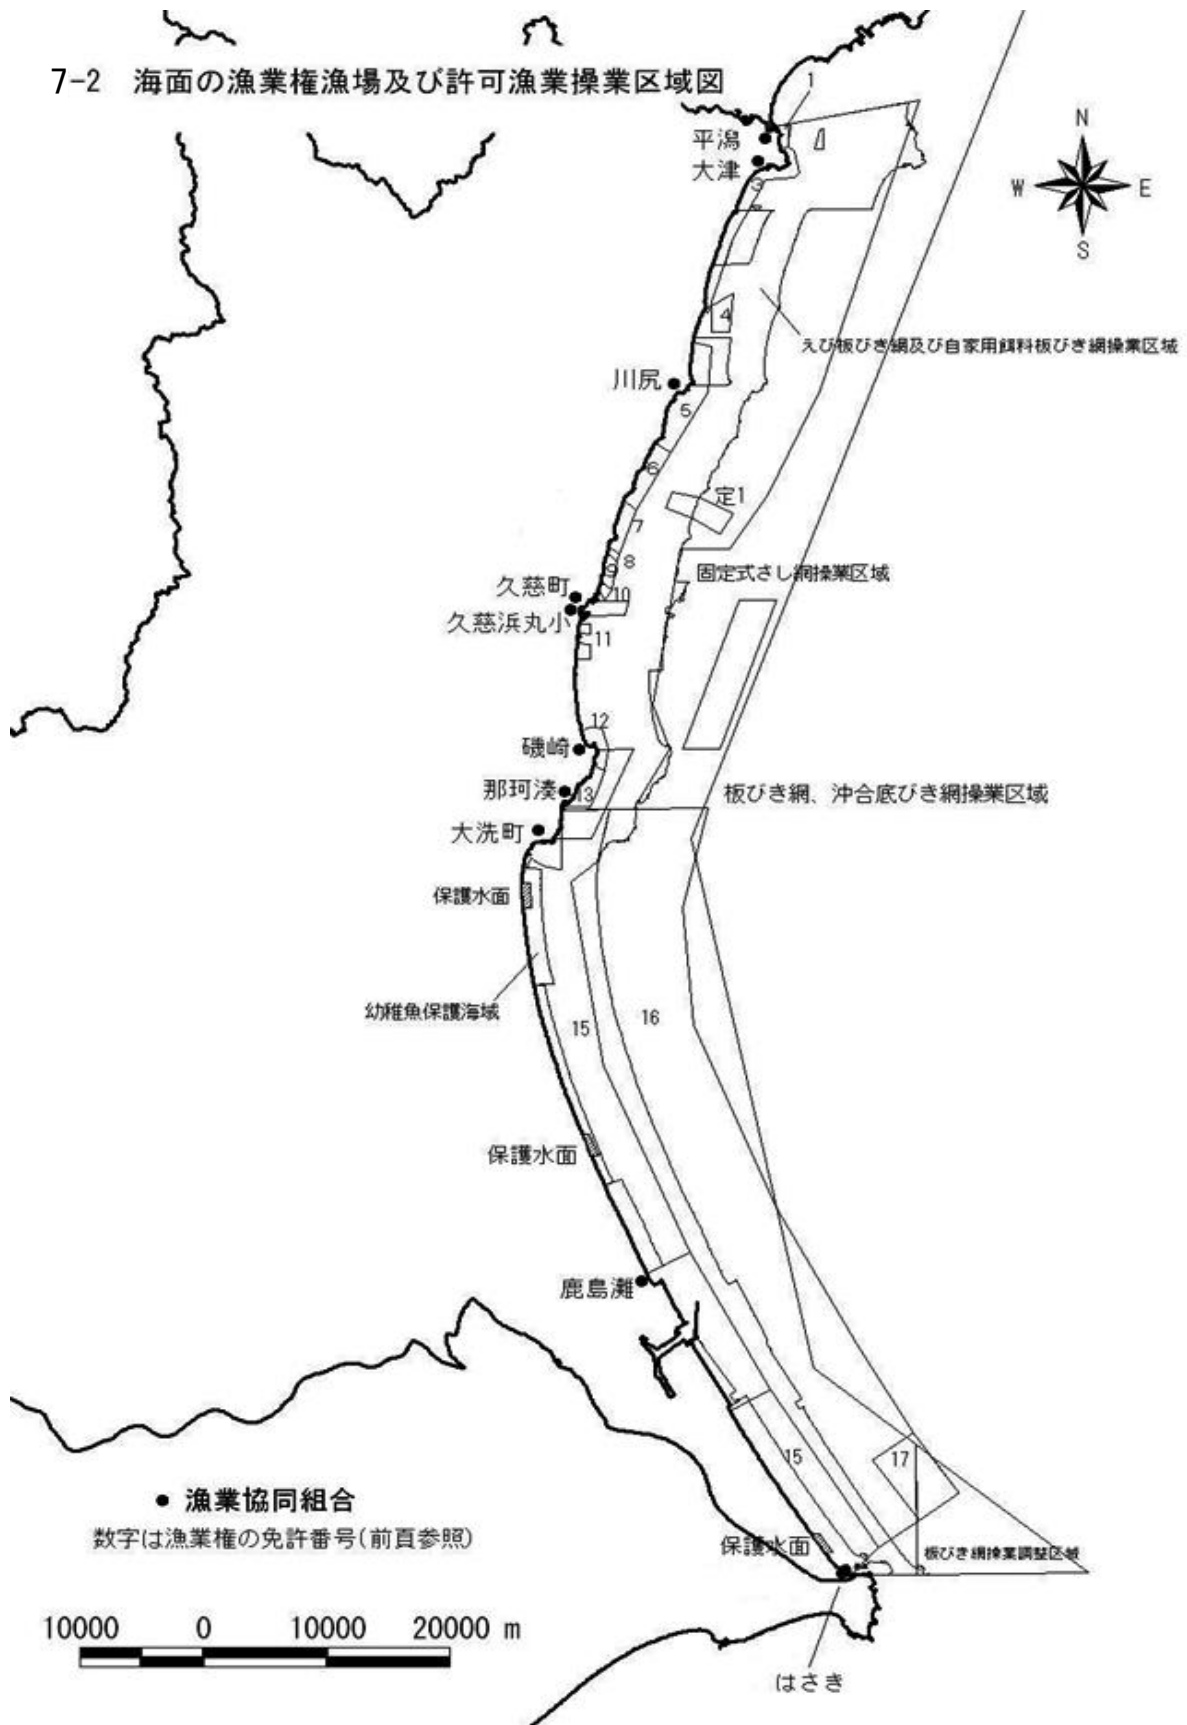 7-2 海面の漁業権漁場及び許可漁業操業区域図
1
平潟
大津
N
W
E
S
3
4
えび板びき網及び自家用餌料板びき網操業区域
川尻
5
6
定1
7
8
9
固定式さし網操業区域
久慈町
10
久慈浜丸小
11
12
磯崎
那珂湊
13
板びき網、沖合底びき網操業区域
大洗町
保護水面
幼稚魚保護海域
15
16
保護水面
鹿島灘
15
17
● 漁業協同組合
数字は漁業権の免許番号(前頁参照)
保護水面
板びき網操業調整区域
10000 0 10000 20000 m
はさき